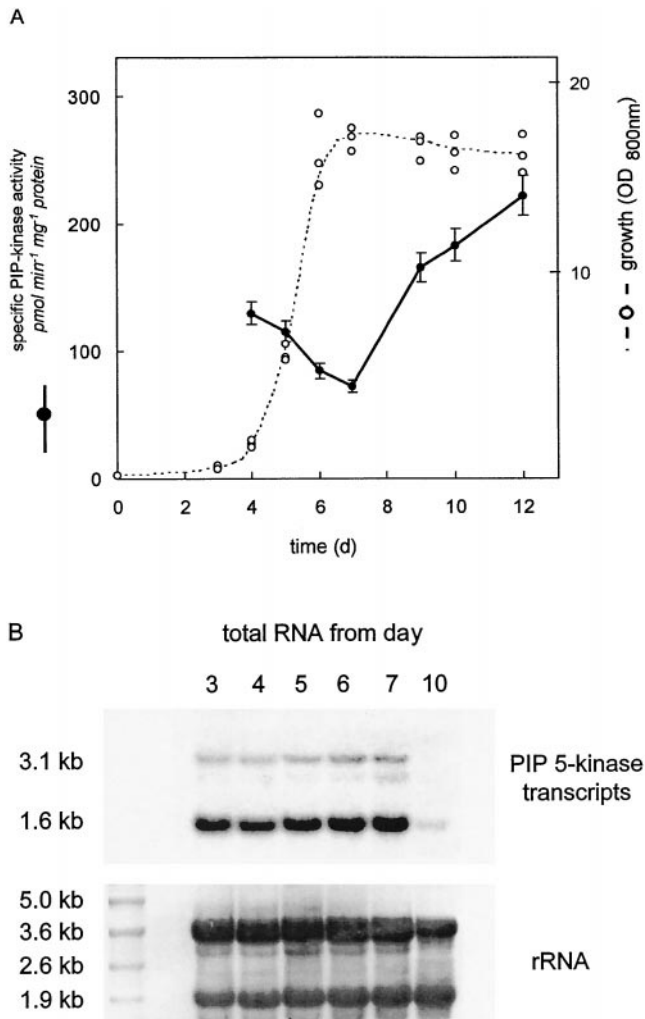 A
330
200
100
0
specific PIP-kinase activity
pmol min⁻¹ mg⁻¹ protein
20
10
growth (OD 800nm)
0 2 4 6 8 10 12
time (d)
B
total RNA from day
3 4 5 6 7 10
3.1 kb
1.6 kb
PIP 5-kinase
transcripts
5.0 kb
3.6 kb
2.6 kb
1.9 kb
rRNA